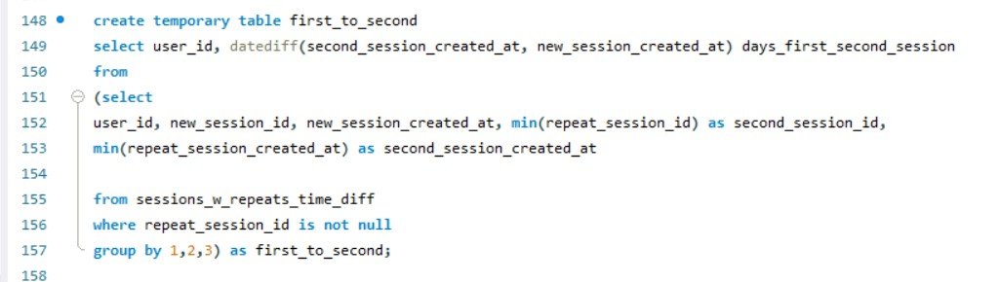 148 create temporary table first_to_second
149 select user_id, datediff(second_session_created_at, new_session_created_at) days_first_second_session
150 from
151 (select
152 user_id, new_session_id, new_session_created_at, min(repeat_session_id) as second_session_id,
153 min(repeat_session_created_at) as second_session_created_at
154
155 from sessions_w_repeats_time_diff
156 where repeat_session_id is not null
157 group by 1,2,3) as first_to_second;
158